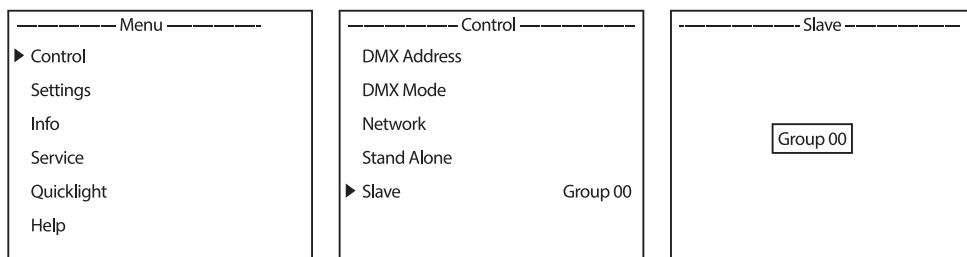 Menu
Control
Settings
Info
Service
Quicklight
Help
Control
DMX Address
DMX Mode
Network
Stand Alone
Slave Group 00
Slave
Group 00